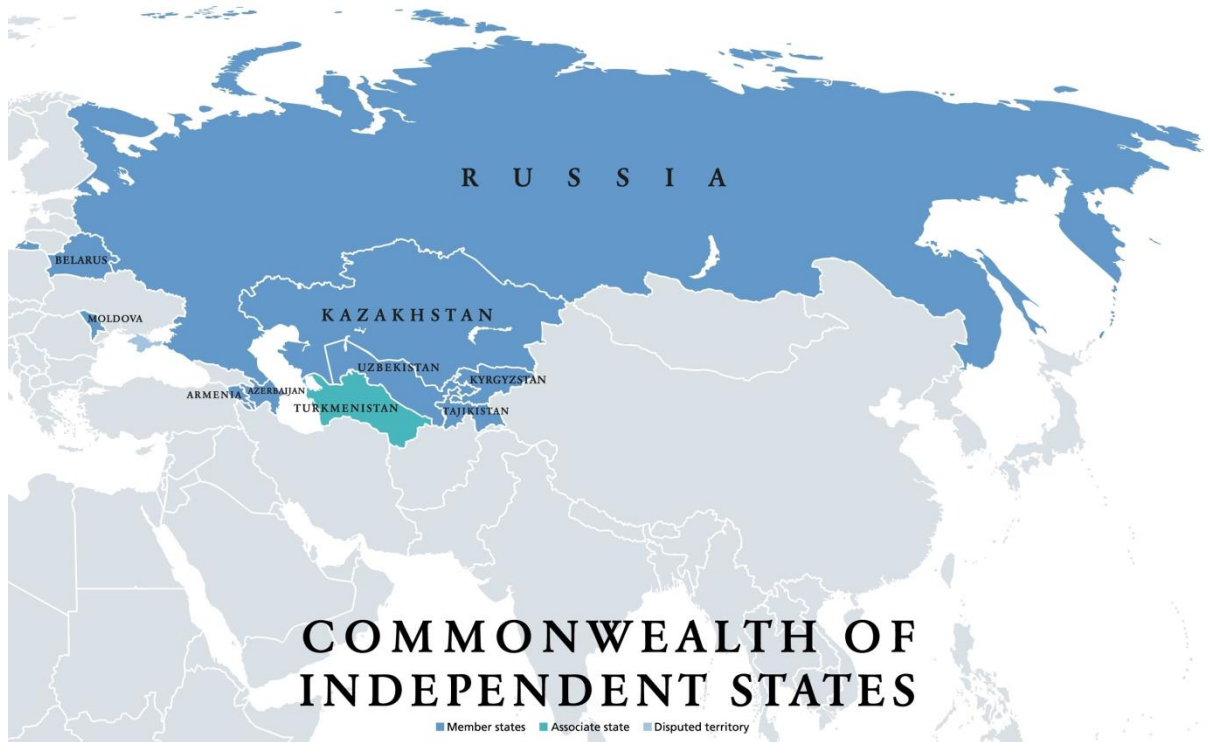 RUSSIA
BELARUS
MOLDOVA
KAZAKHSTAN
UZBEKISTAN
KYRGYZSTAN
ARMENIA
AZERBAIJAN
TURKMENISTAN
TAJIKISTAN
COMMONWEALTH OF
INDEPENDENT STATES
Member states Associate state Disputed territory